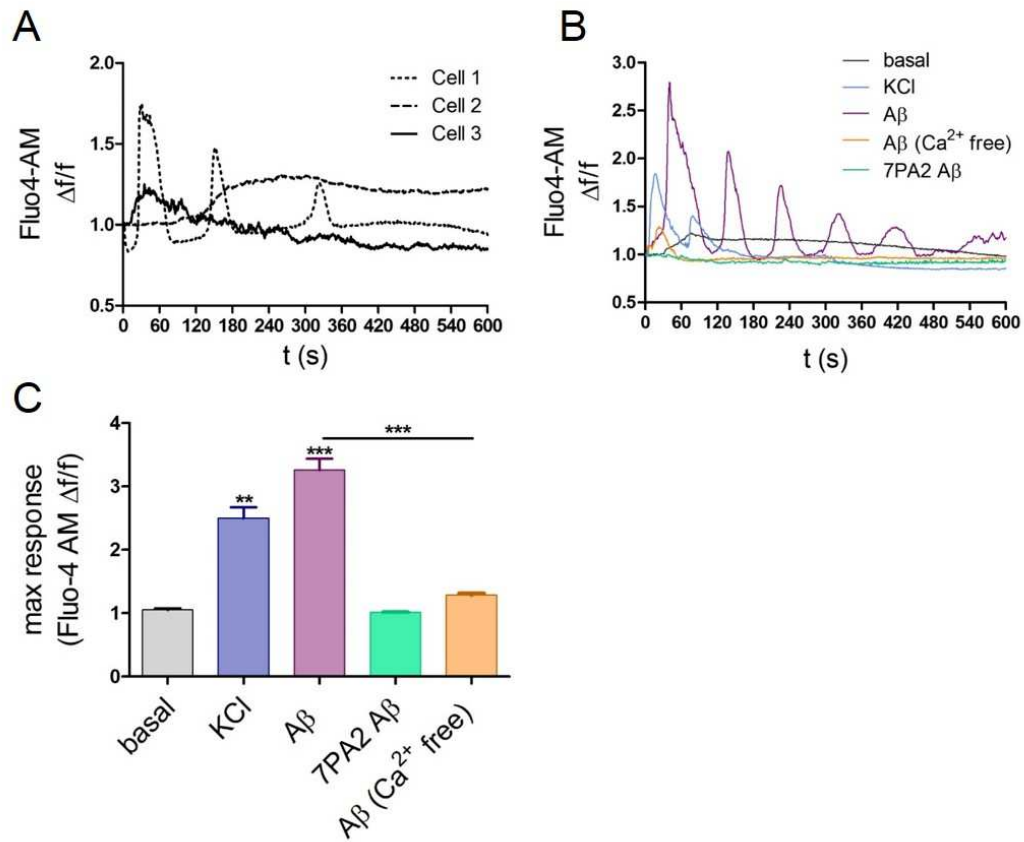 A
Fluo4-AM
Δf/f
2.0
1.5
1.0
0.5
0 60 120 180 240 300 360 420 480 540 600
t (s)
Cell 1
Cell 2
Cell 3
B
Fluo4-AM
Δf/f
3.0
2.5
2.0
1.5
1.0
0.5
0 60 120 180 240 300 360 420 480 540 600
t (s)
basal
KCl
Aβ
Aβ (Ca²⁺ free)
7PA2 Aβ
C
max response
(Fluo-4 AM Δf/f)
4
3
2
1
0
**
***
***
basal
KCl
Aβ
7PA2 Aβ
Aβ (Ca²⁺ free)